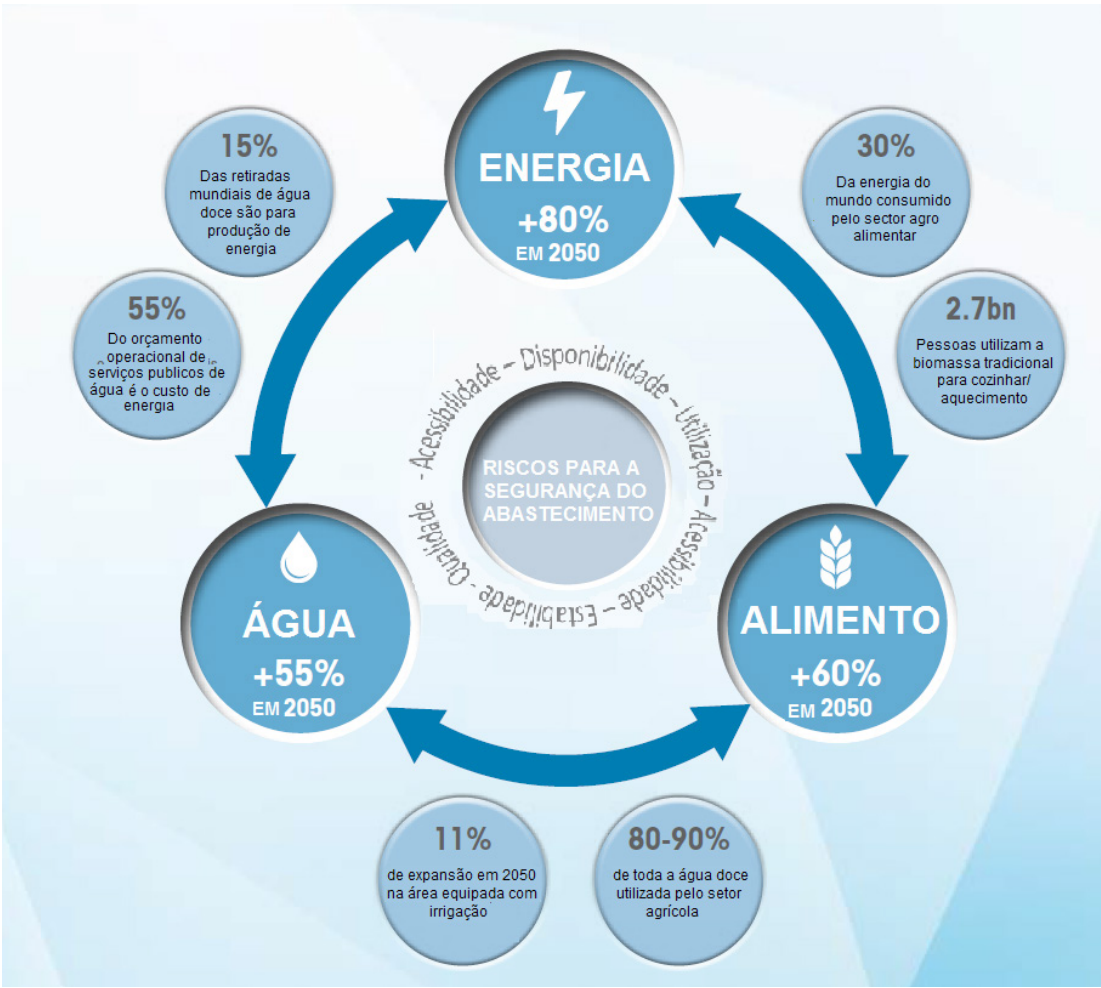 ENERGIA
+80%
EM 2050
15%
Das retiradas
mundiais de água
doce são para
produção de
energia
55%
Do orçamento
operacional de
serviços publicos de
água é o custo de
energia
30%
Da energia do
mundo consumido
pelo sector agro
alimentar
2.7bn
Pessoas utilizam a
biomassa tradicional
para cozinhar/
aquecimento
- Acessibilidade – Disponibilidade – Utilização – Acessibilidade – Estabilidade - Qualidade
RISCOS PARA A
SEGURANÇA DO
ABASTECIMENTO
ÁGUA
+55%
EM 2050
ALIMENTO
+60%
EM 2050
11%
de expansão em 2050
na área equipada com
irrigação
80-90%
de toda a água doce
utilizada pelo setor
agrícola